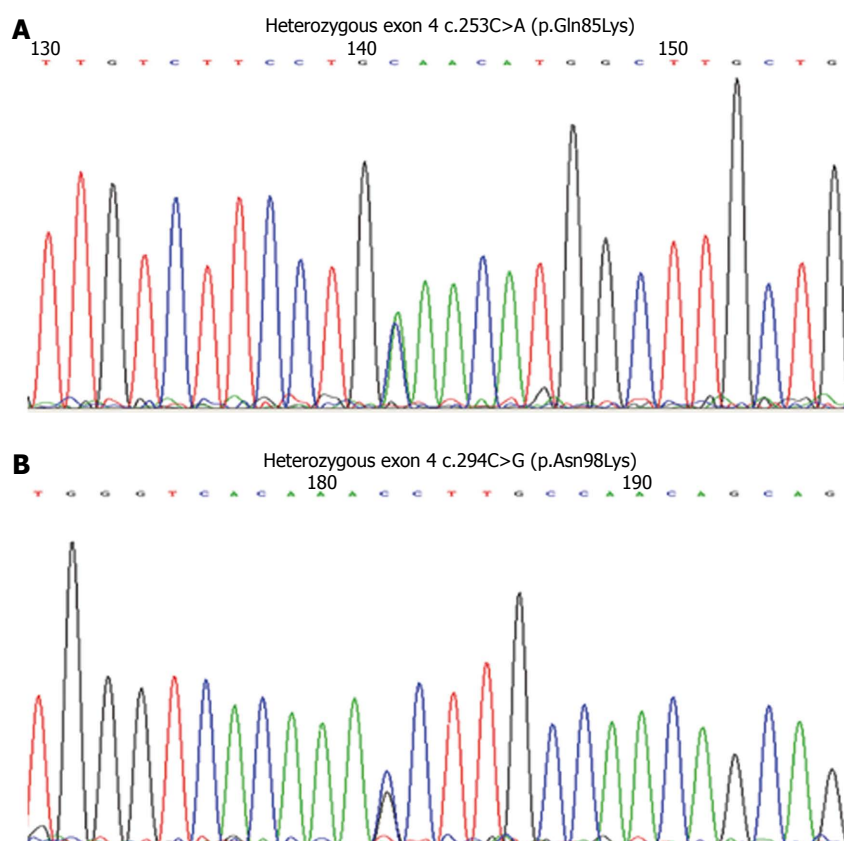 A
Heterozygous exon 4 c.253C>A (p.Gln85Lys)
130 140 150
T T G T C T T C C T G C A A C A T G G C T T G C T G
B
Heterozygous exon 4 c.294C>G (p.Asn98Lys)
180 190
T G G G T C A C A A A C C T T G C C A A C A G C A G